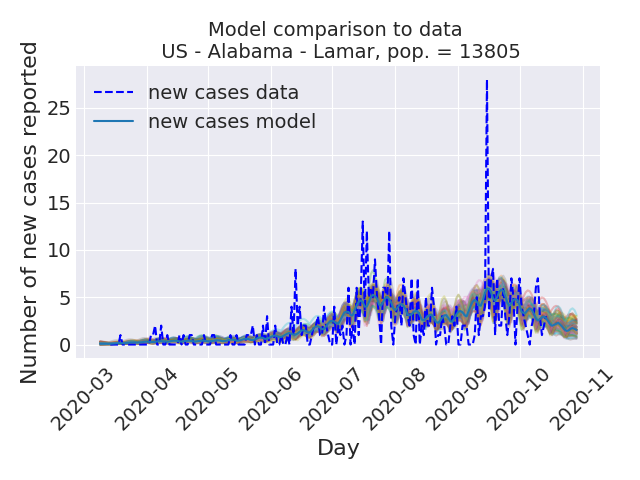 Model comparison to data
US - Alabama - Lamar, pop. = 13805
new cases data
new cases model
Number of new cases reported
25
20
15
10
5
0
2020-03
2020-04
2020-05
2020-06
2020-07
2020-08
2020-09
2020-10
2020-11
Day